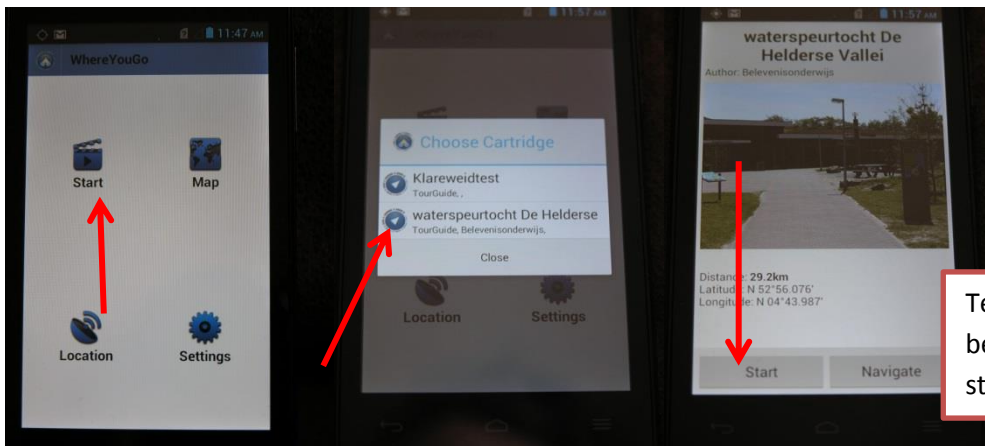 11:47 AM
WhereYouGo
Start
Map
Location
Settings
11:57 AM
Choose Cartridge
Klareweidtest
TourGuide, ,
waterspeurtocht De Helderse
TourGuide, Belevenisonderwijs,
Close
Location
Settings
11:57 AM
waterspeurtocht De
Helderse Vallei
Author: Belevenisonderwijs
Distance: 29.2km
Latitude: N 52°56.076'
Longitude: N 04°43.987'
Start
Navigate